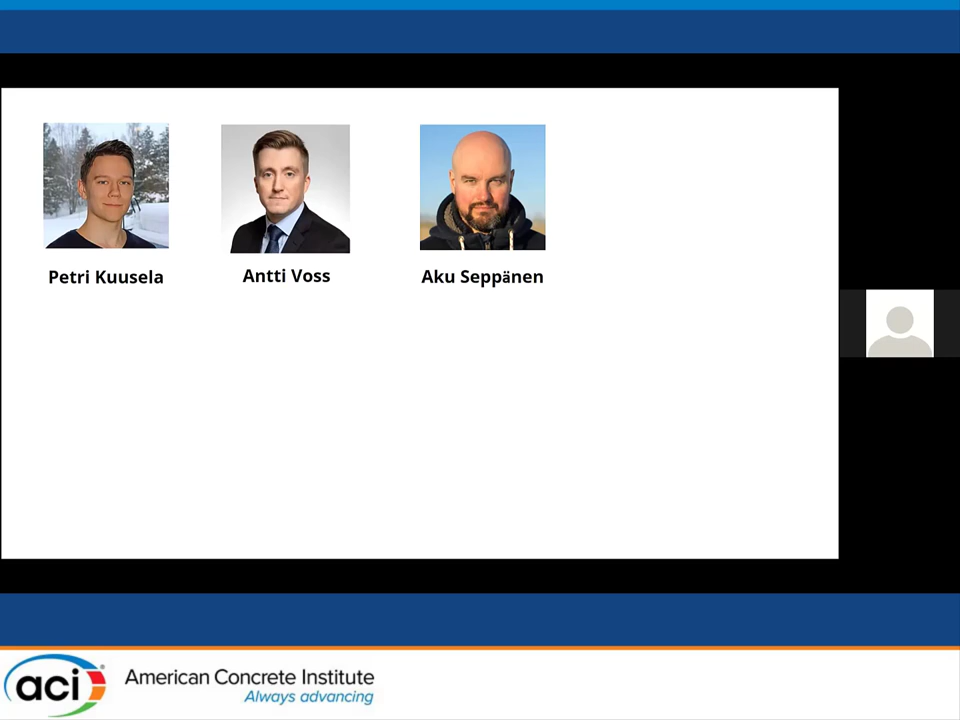 Petri Kuusela
Antti Voss
Aku Seppänen
aci
American Concrete Institute
Always advancing